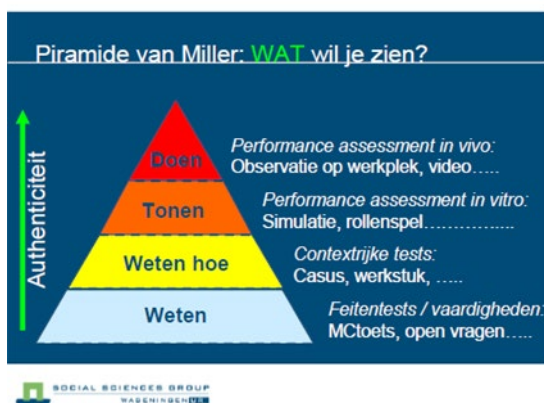 Piramide van Miller: WAT wil je zien?
Authenticiteit
Doen
Performance assessment in vivo:
Observatie op werkplek, video…..
Tonen
Performance assessment in vitro:
Simulatie, rollenspel……………...
Weten hoe
Contextrijke tests:
Casus, werkstuk, …..
Weten
Feitentests / vaardigheden:
MCtoets, open vragen…..
SOCIAL SCIENCES GROUP
WAGENINGEN UR